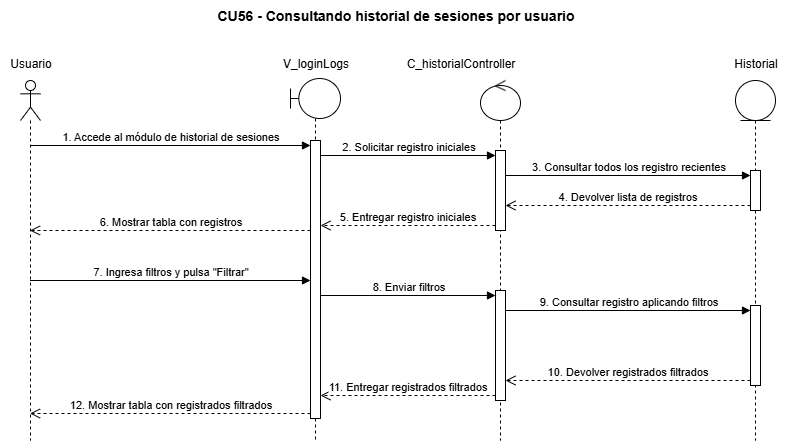 CU56 - Consultando historial de sesiones por usuario
Usuario
V_loginLogs
C_historialController
Historial
1. Accede al módulo de historial de sesiones
2. Solicitar registro iniciales
3. Consultar todos los registro recientes
4. Devolver lista de registros
5. Entregar registro iniciales
6. Mostrar tabla con registros
7. Ingresa filtros y pulsa "Filtrar"
8. Enviar filtros
9. Consultar registro aplicando filtros
10. Devolver registrados filtrados
11. Entregar registrados filtrados
12. Mostrar tabla con registrados filtrados